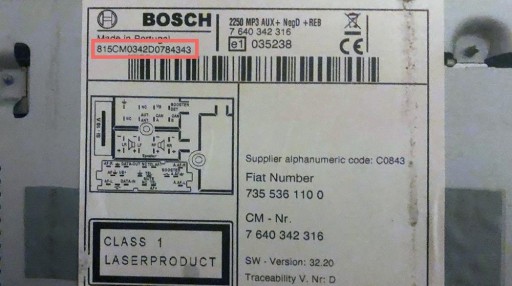 BOSCH
2250 MP3 AUX+ NegD +REB
7 640 342 316
Made in Portugal
e1 035238
CE
815CM0342D0784343
Supplier alphanumeric code: C0843
Fiat Number
735 536 110 0
CM - Nr.
7 640 342 316
CLASS 1
LASERPRODUCT
SW - Version: 32.20
Traceability V. Nr: D